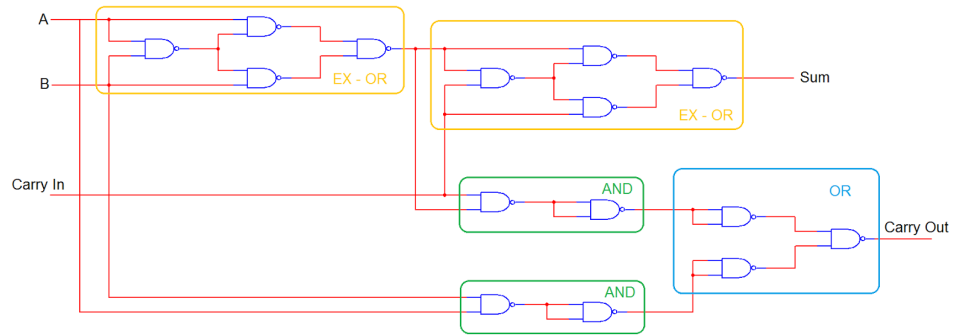 A
B
EX - OR
Sum
EX - OR
Carry In
AND
OR
Carry Out
AND